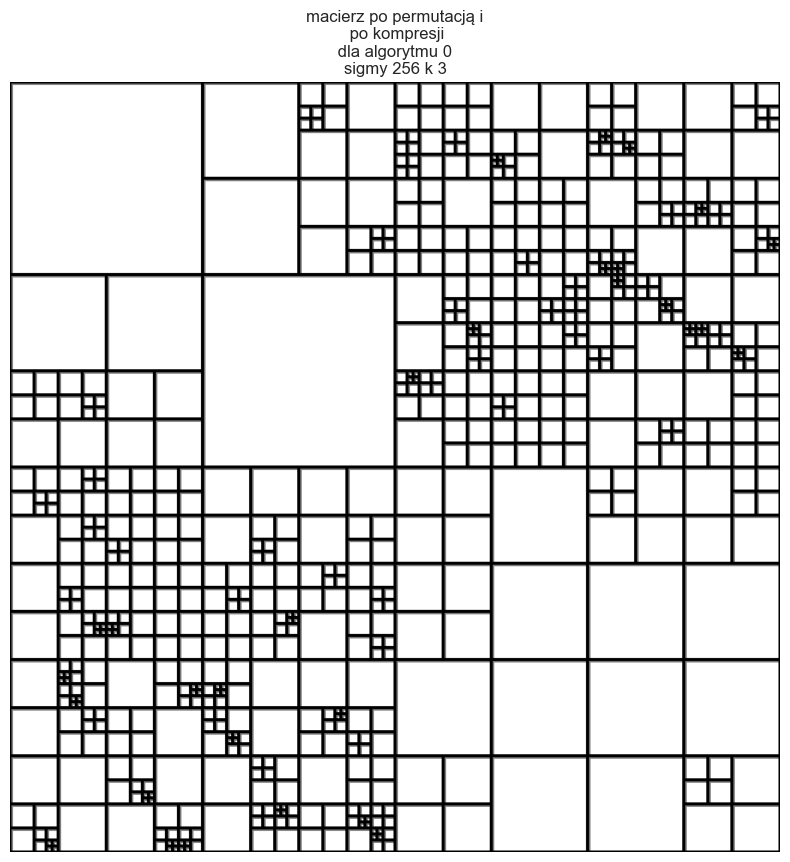 macierz po permutacją i
po kompresji
dla algorytmu 0
sigmy 256 k 3